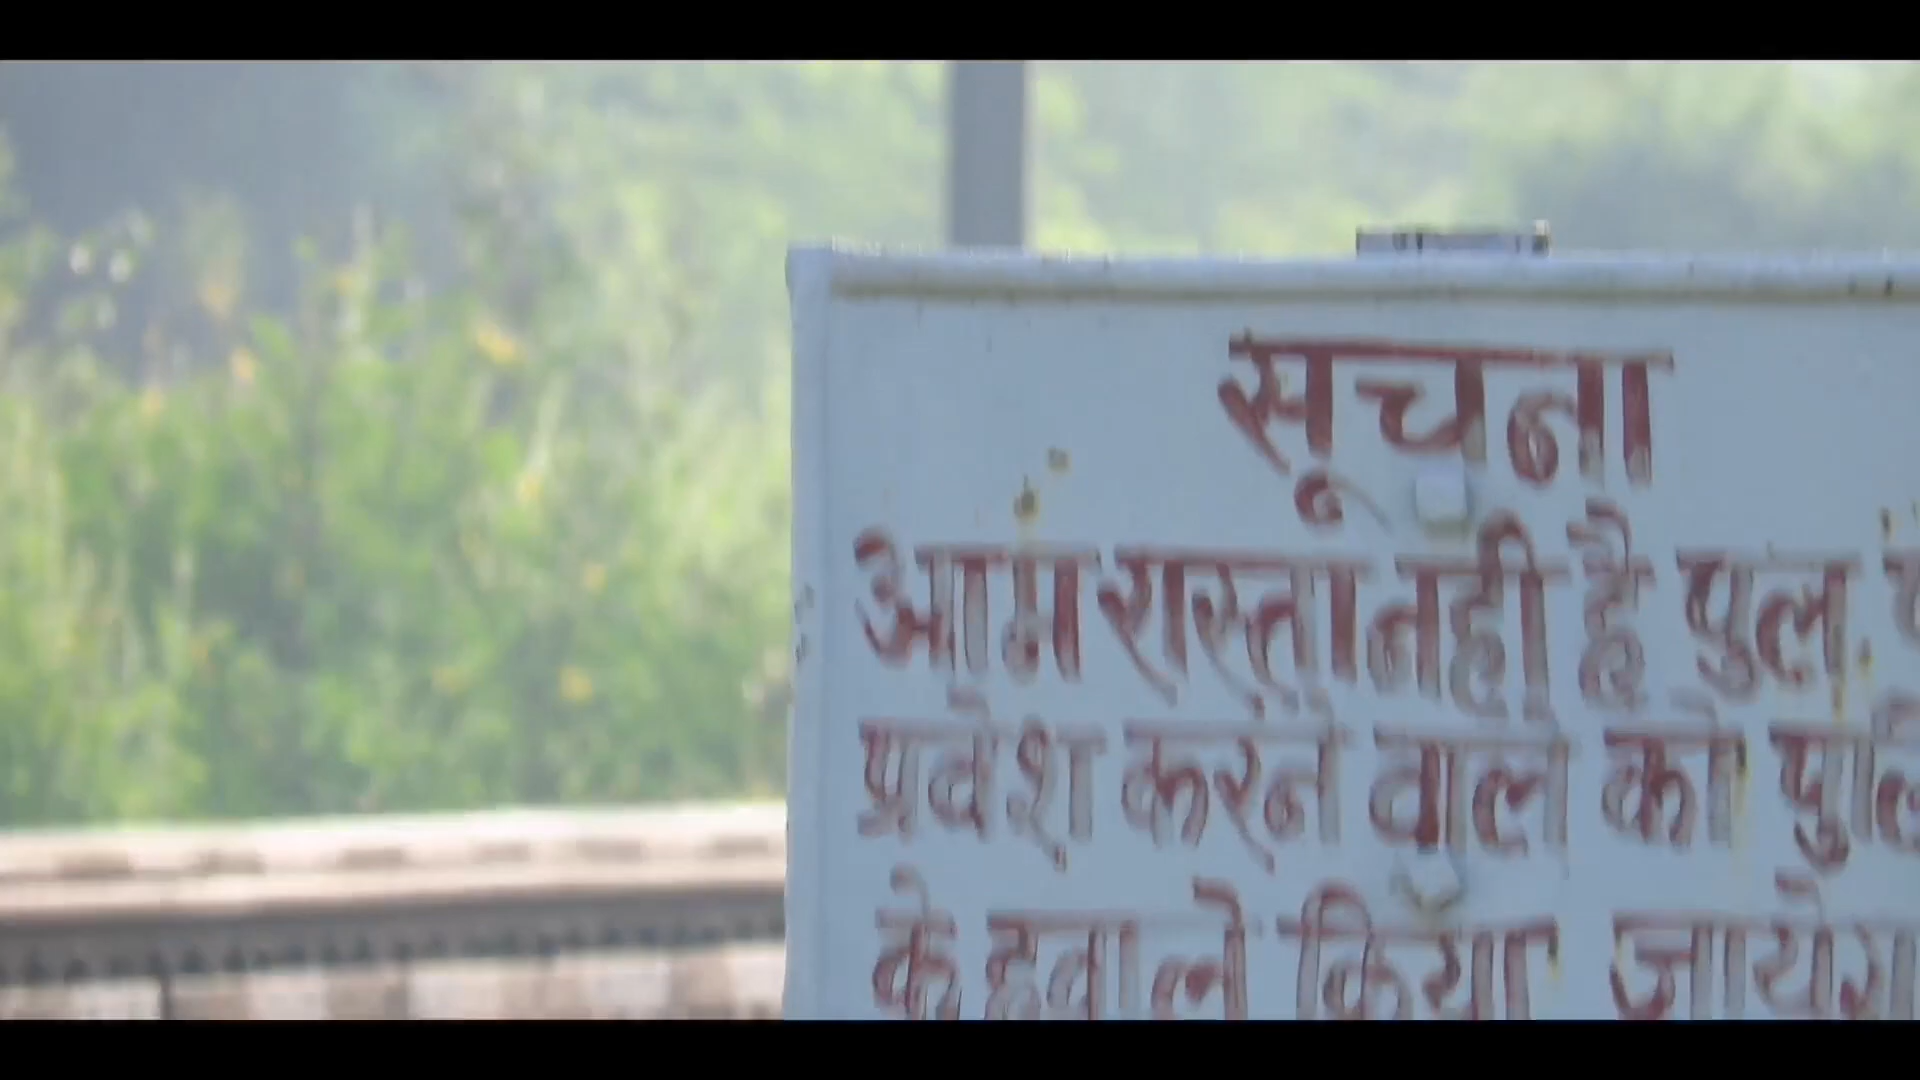 सूचना
आम रास्ता नही है पुल
प्रवेश करने वाले को
के हवाले किया